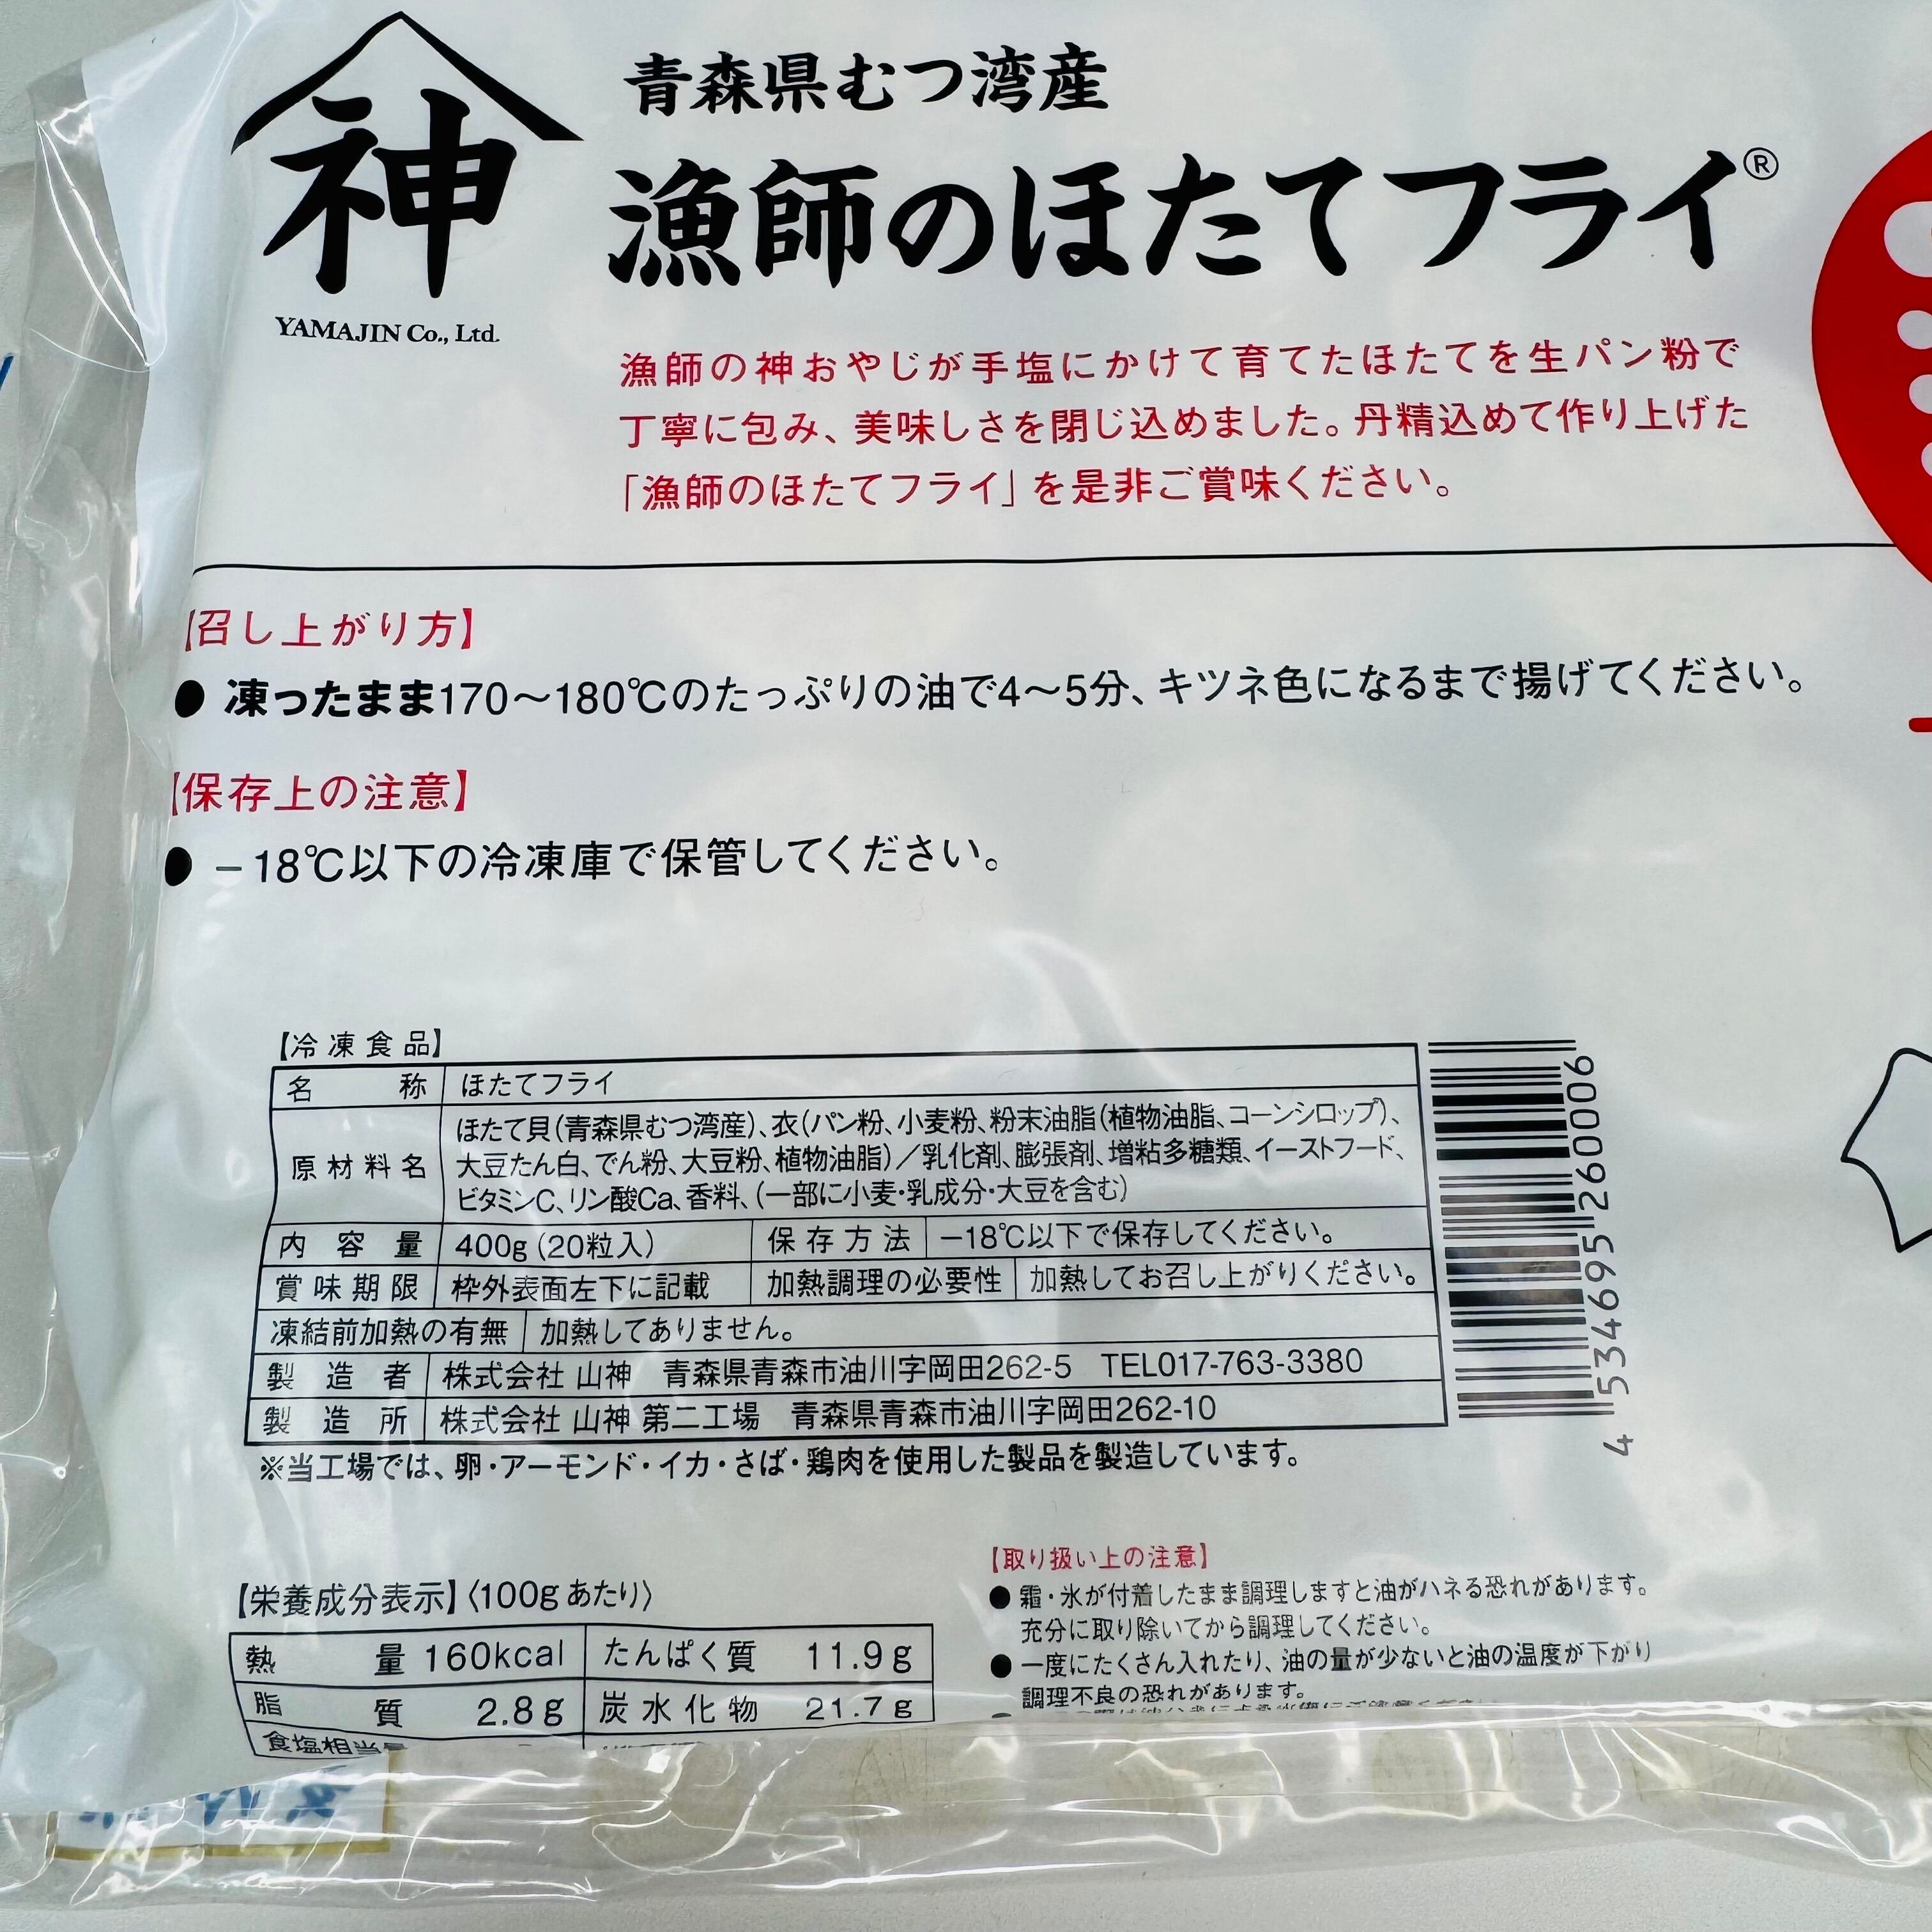 神
YAMAJIN Co., Ltd.
青森県むつ湾産
漁師のほたてフライ®
漁師の神おやじが手塩にかけて育てたほたてを生パン粉で
丁寧に包み、美味しさを閉じ込めました。丹精込めて作り上げた
「漁師のほたてフライ」を是非ご賞味ください。
【召し上がり方】
● 凍ったまま170～180℃のたっぷりの油で4～5分、キツネ色になるまで揚げてください。
【保存上の注意】
● －18℃以下の冷凍庫で保管してください。
【冷凍食品】
名称 ほたてフライ
原材料名 ほたて貝(青森県むつ湾産)、衣(パン粉、小麦粉、粉末油脂(植物油脂、コーンシロップ)、
大豆たん白、でん粉、大豆粉、植物油脂)／乳化剤、膨張剤、増粘多糖類、イーストフード、
ビタミンC、リン酸Ca、香料、(一部に小麦・乳成分・大豆を含む)
内容量 400g(20粒入) 保存方法 －18℃以下で保存してください。
賞味期限 枠外表面左下に記載 加熱調理の必要性 加熱してお召し上がりください。
凍結前加熱の有無 加熱してありません。
製造者 株式会社 山神 青森県青森市油川字岡田262-5 TEL017-763-3380
製造所 株式会社 山神 第二工場 青森県青森市油川字岡田262-10
※当工場では、卵・アーモンド・イカ・さば・鶏肉を使用した製品を製造しています。
4534695260006
【栄養成分表示】〈100gあたり〉
熱量 160kcal たんぱく質 11.9g
脂質 2.8g 炭水化物 21.7g
食塩相当量
【取り扱い上の注意】
● 霜・氷が付着したまま調理しますと油がハネる恐れがあります。
充分に取り除いてから調理してください。
● 一度にたくさん入れたり、油の量が少ないと油の温度が下がり
調理不良の恐れがあります。